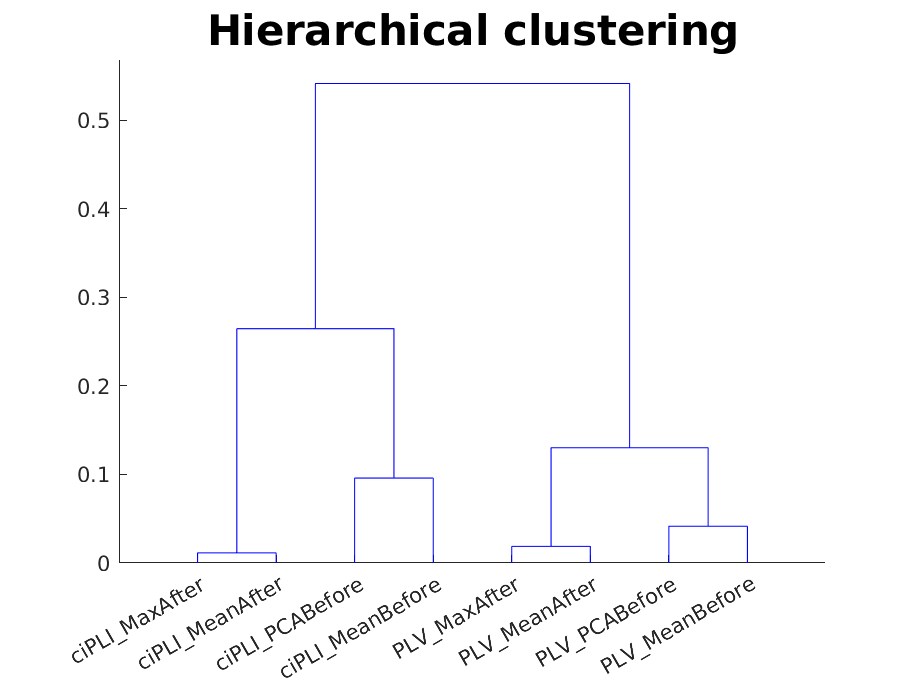 Hierarchical clustering
0.5
0.4
0.3
0.2
0.1
0
ciPLI_MaxAfter
ciPLI_MeanAfter
ciPLI_PCABefore
ciPLI_MeanBefore
PLV_MaxAfter
PLV_MeanAfter
PLV_PCABefore
PLV_MeanBefore